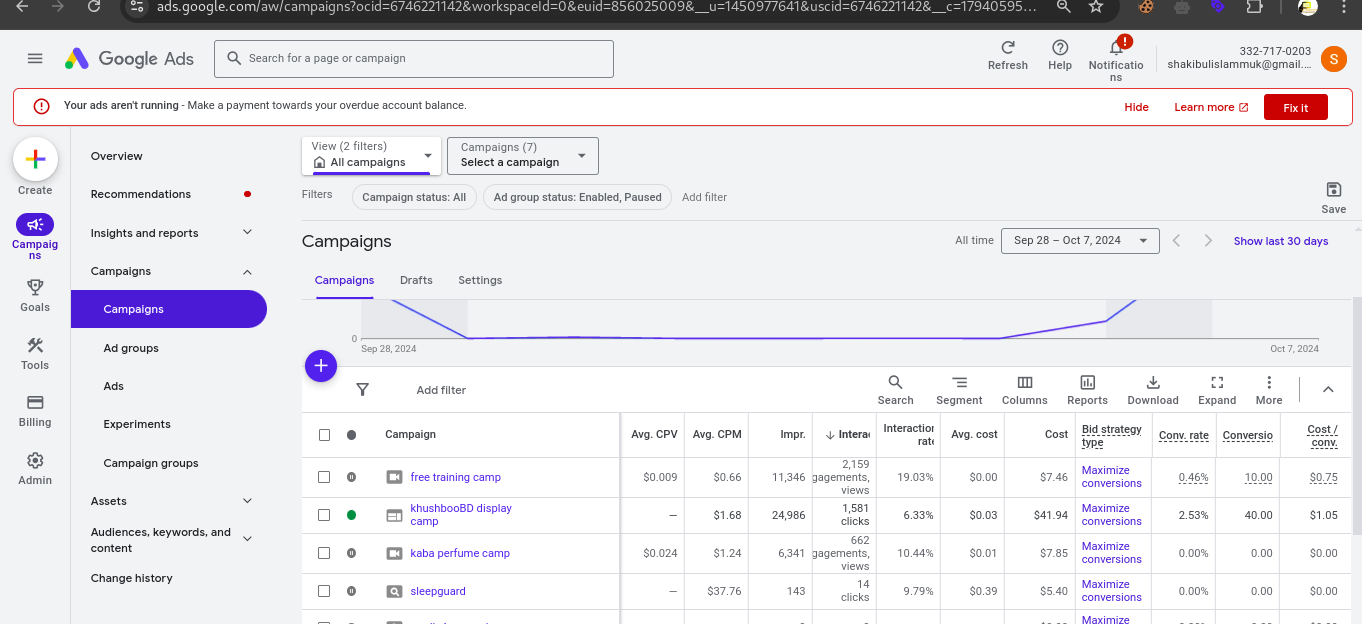 ads.google.com/aw/campaigns?ocid=6746221142&workspaceId=0&euid=856025009&__u=1450977641&uscid=6746221142&__c=17940595...
Google Ads
Search for a page or campaign
Refresh
Help
!
Notificatio
ns
332-717-0203
shakibulislammuk@gmail....
S
Your ads aren't running - Make a payment towards your overdue account balance.
Hide
Learn more
Fix it
Create
Campaig
ns
Goals
Tools
Billing
Admin
Overview
Recommendations
Insights and reports
Campaigns
Campaigns
Ad groups
Ads
Experiments
Campaign groups
Assets
Audiences, keywords, and
content
Change history
View (2 filters)
All campaigns
Campaigns (7)
Select a campaign
Filters
Campaign status: All
Ad group status: Enabled, Paused
Add filter
Save
Campaigns
All time
Sep 28 – Oct 7, 2024
Show last 30 days
Campaigns
Drafts
Settings
0
Sep 28, 2024
Oct 7, 2024
Add filter
Search
Segment
Columns
Reports
Download
Expand
More
Campaign Avg. CPV Avg. CPM Impr. Interac Interaction rate Avg. cost Cost Bid strategy type Conv. rate Conversio Cost / conv.
free training camp $0.009 $0.66 11,346 2,159 gagements, views 19.03% $0.00 $7.46 Maximize conversions 0.46% 10.00 $0.75
khushbooBD display camp — $1.68 24,986 1,581 clicks 6.33% $0.03 $41.94 Maximize conversions 2.53% 40.00 $1.05
kaba perfume camp $0.024 $1.24 6,341 662 gagements, views 10.44% $0.01 $7.85 Maximize conversions 0.00% 0.00 $0.00
sleepguard — $37.76 143 14 clicks 9.79% $0.39 $5.40 Maximize conversions 0.00% 0.00 $0.00
Maximize